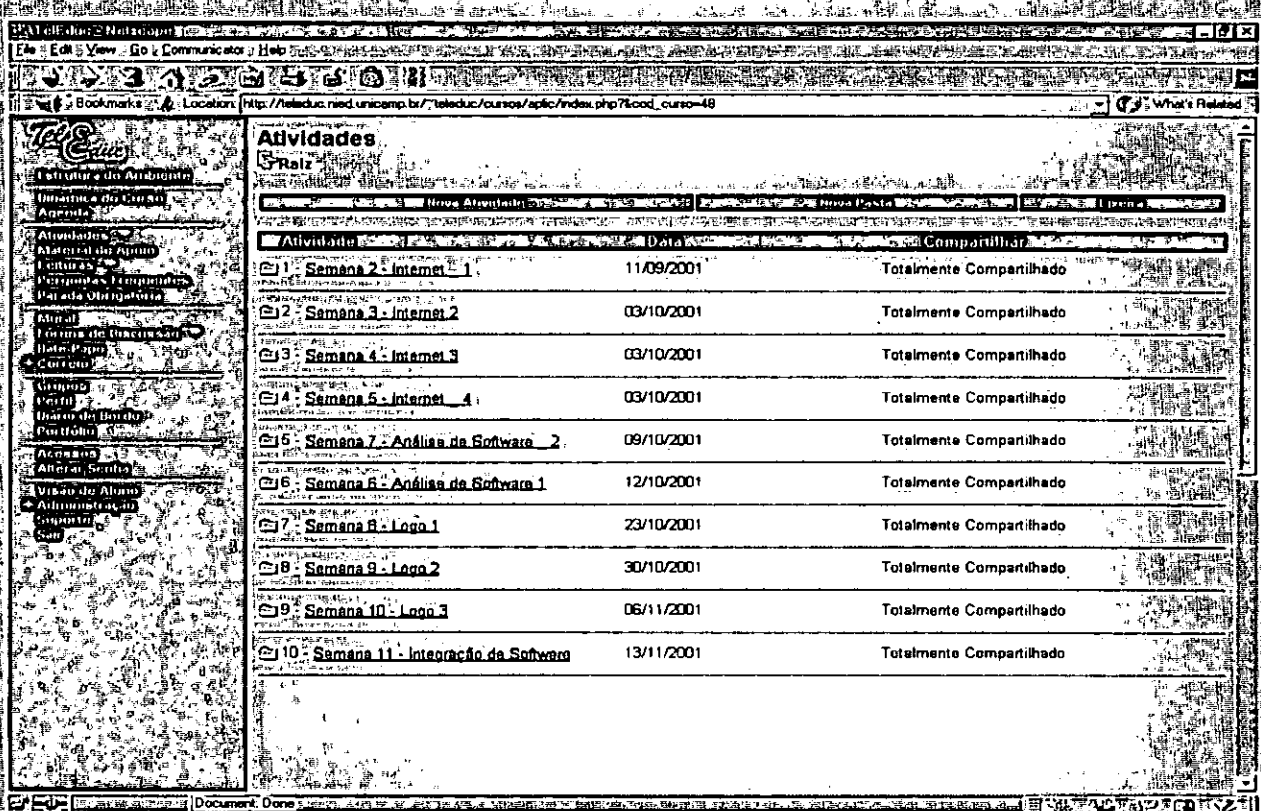 TelEduc - Netscape
File Edit View Go Communicator Help
Bookmarks Location: http://teleduc.nied.unicamp.br/~teleduc/cursos/aplic/index.php?&cod_curso=48 What's Related
TelEduc
Estrutura do Ambiente
Dinâmica do Curso
Agenda
Atividades
Material de Apoio
Leituras
Perguntas Freqüentes
Parada Obrigatória
Mural
Fóruns de Discussão
Bate-Papo
Correio
Grupos
Perfil
Diário de Bordo
Portfólio
Acessos
Alterar Senha
Visão do Aluno
Administração
Suporte
Sair
Atividades
Raiz
Nova Atividade Nova Pasta Lixeira
Atividade Data Compartilhar
1 - Semana 2 - Internet _ 1 11/09/2001 Totalmente Compartilhado
2 - Semana 3 - Internet 2 03/10/2001 Totalmente Compartilhado
3 - Semana 4 - Internet 3 03/10/2001 Totalmente Compartilhado
4 - Semana 5 - Internet _ 4 03/10/2001 Totalmente Compartilhado
5 - Semana 7 - Análise de Software _ 2 09/10/2001 Totalmente Compartilhado
6 - Semana 6 - Análise de Software 1 12/10/2001 Totalmente Compartilhado
7 - Semana 8 - Logo 1 23/10/2001 Totalmente Compartilhado
8 - Semana 9 - Logo 2 30/10/2001 Totalmente Compartilhado
9 - Semana 10 - Logo 3 06/11/2001 Totalmente Compartilhado
10 - Semana 11 - Integração de Software 13/11/2001 Totalmente Compartilhado
Document: Done